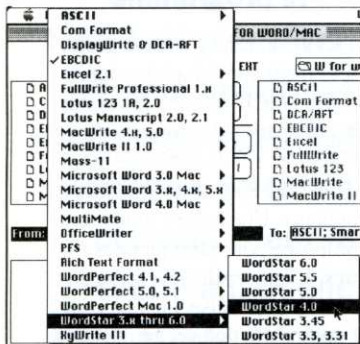 ASCII
Com Format
DisplayWrite & DCA-RFT
✓EBCDIC
Excel 2.1
FullWrite Professional 1.x
Lotus 123 1A, 2.0
Lotus Manuscript 2.0, 2.1
MacWrite 4.x, 5.0
MacWrite II 1.0
Mass-11
Microsoft Word 3.0 Mac
Microsoft Word 3.x, 4.x, 5.x
Microsoft Word 4.0 Mac
MultiMate
OfficeWriter
PFS
Rich Text Format
WordPerfect 4.1, 4.2
WordPerfect 5.0, 5.1
WordPerfect Mac 1.0
WordStar 3.x thru 6.0
XyWrite III
WordStar 6.0
WordStar 5.5
WordStar 5.0
WordStar 4.0
WordStar 3.45
WordStar 3.3, 3.31
FOR WORD/MAC
W for w
ASCII
Com Format
DCA/RFT
EBCDIC
Excel
FullWrite
Lotus 123
MacWrite
MacWrite II
From:
To: ASCII; Smar